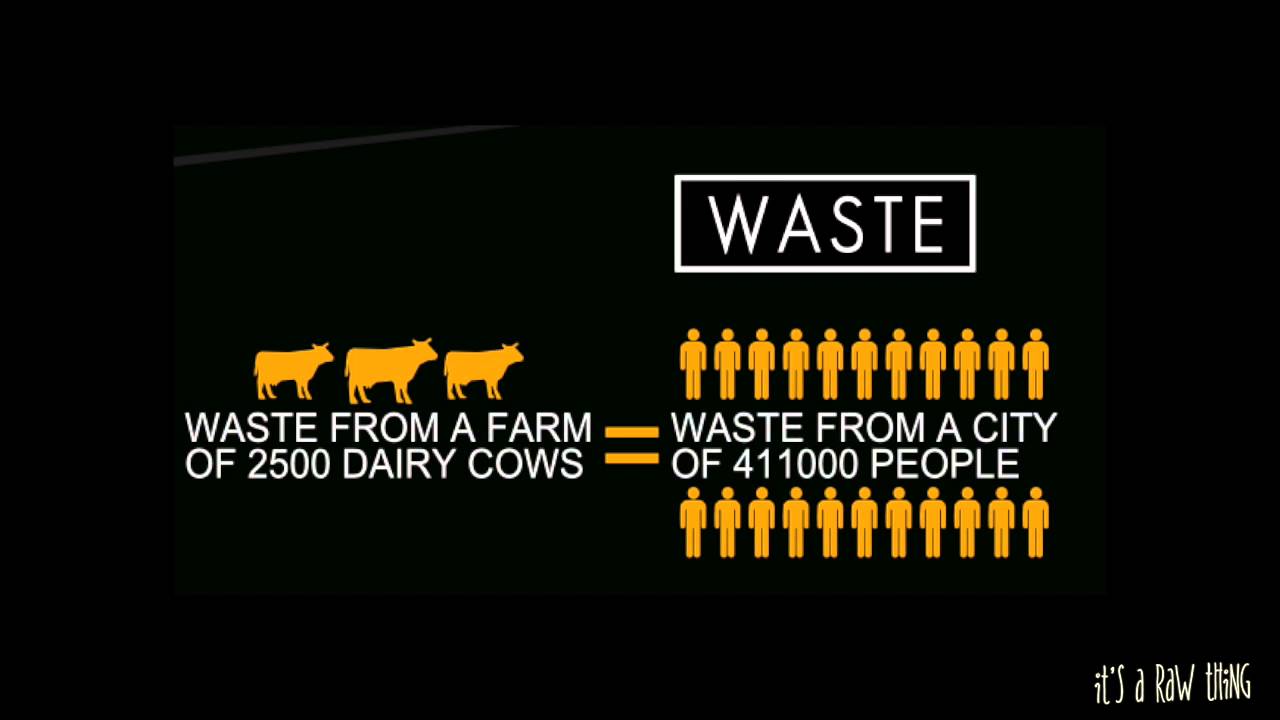 WASTE
WASTE FROM A FARM
OF 2500 DAIRY COWS
=
WASTE FROM A CITY
OF 411000 PEOPLE
it's a raw thing